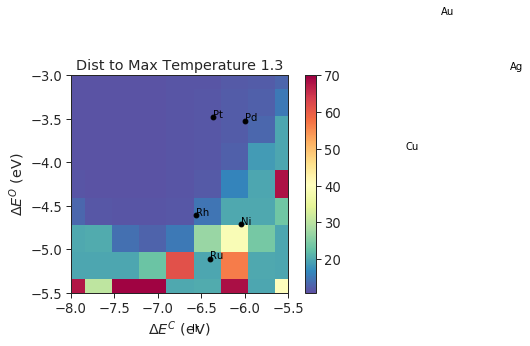 Au
Dist to Max Temperature 1.3
Ag
−3.0
−3.5
−4.0
−4.5
−5.0
−5.5
ΔE^O (eV)
Pt
Pd
Cu
Rh
Ni
Ru
70
60
50
40
30
20
−8.0 −7.5 −7.0 −6.5 −6.0 −5.5
ΔE^C (eV)
Ir